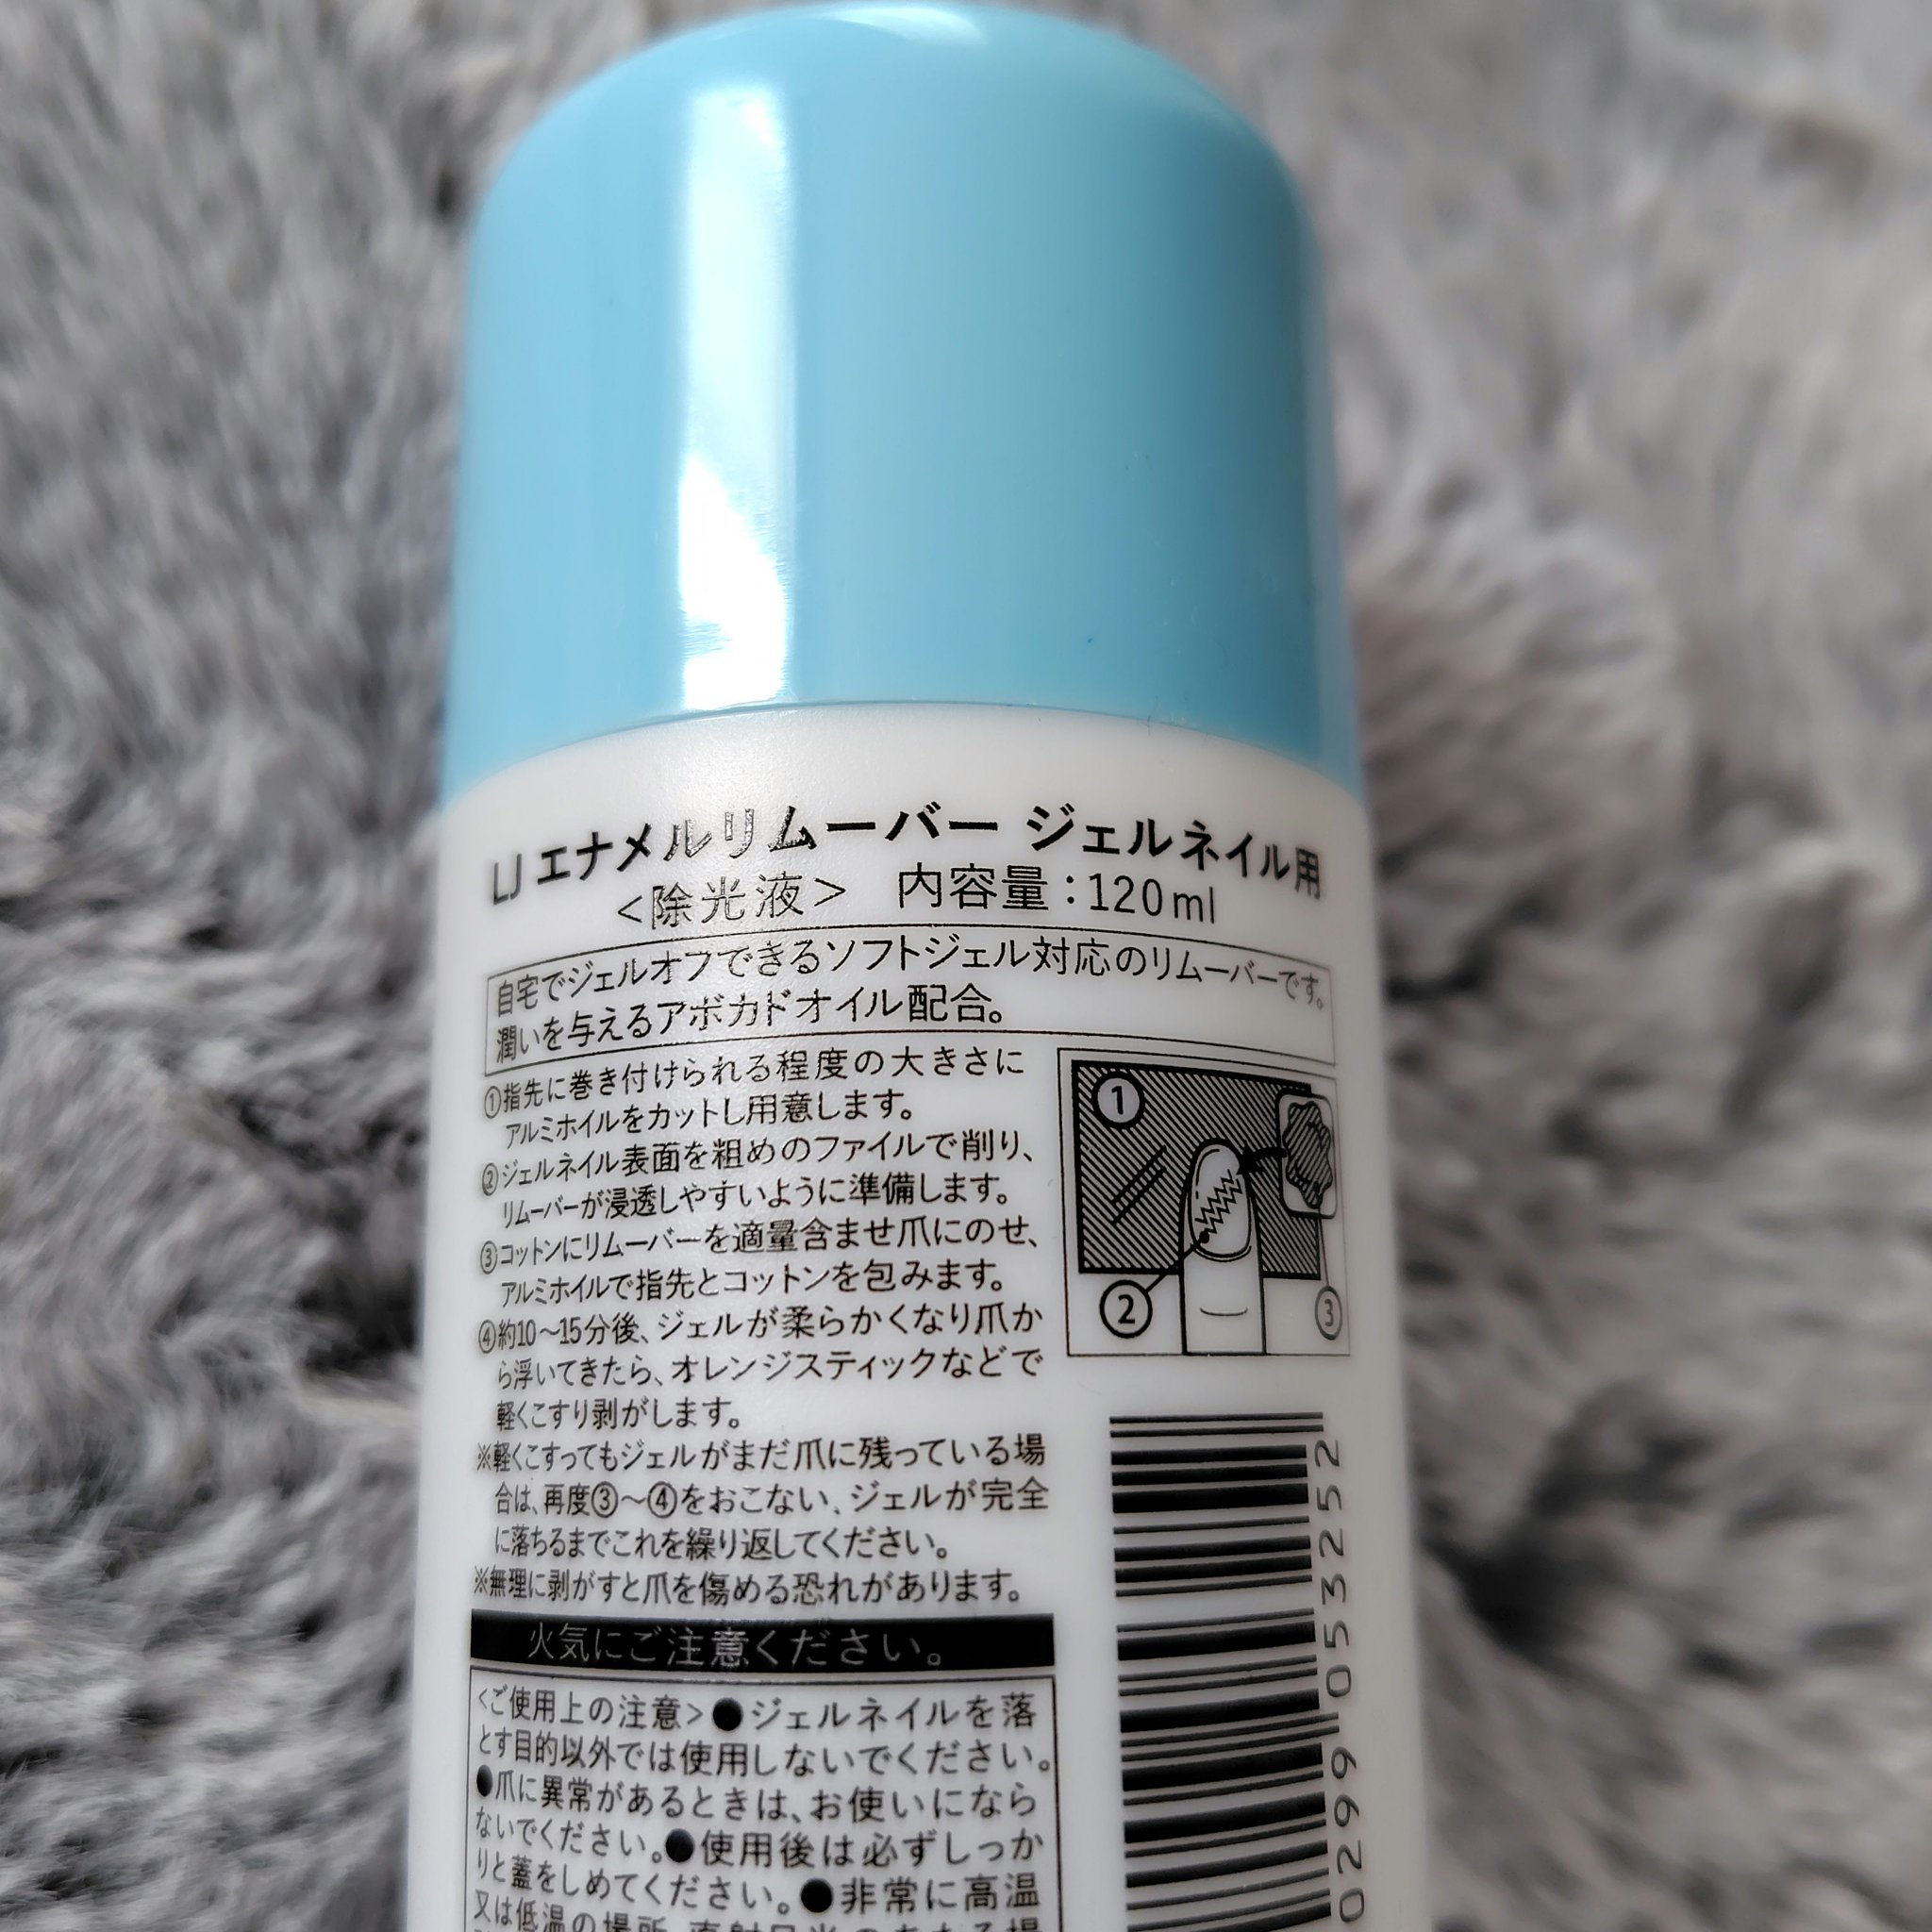 LJ エナメルリムーバー ジェルネイル用
<除光液> 内容量:120ml
自宅でジェルオフできるソフトジェル対応のリムーバーです。
潤いを与えるアボカドオイル配合。
①指先に巻き付けられる程度の大きさに
アルミホイルをカットし用意します。
②ジェルネイル表面を粗めのファイルで削り、
リムーバーが浸透しやすいように準備します。
③コットンにリムーバーを適量含ませ爪にのせ、
アルミホイルで指先とコットンを包みます。
④約10～15分後、ジェルが柔らかくなり爪か
ら浮いてきたら、オレンジスティックなどで
軽くこすり剥がします。
※軽くこすってもジェルがまだ爪に残っている場
合は、再度③～④をおこない、ジェルが完全
に落ちるまでこれを繰り返してください。
※無理に剥がすと爪を傷める恐れがあります。
①
②
③
火気にご注意ください。
<ご使用上の注意>●ジェルネイルを落
とす目的以外では使用しないでください。
●爪に異常があるときは、お使いになら
ないでください。●使用後は必ずしっか
りと蓋をしめてください。●非常に高温
又は低温の場所、直射日光のあたる場
0299 053252